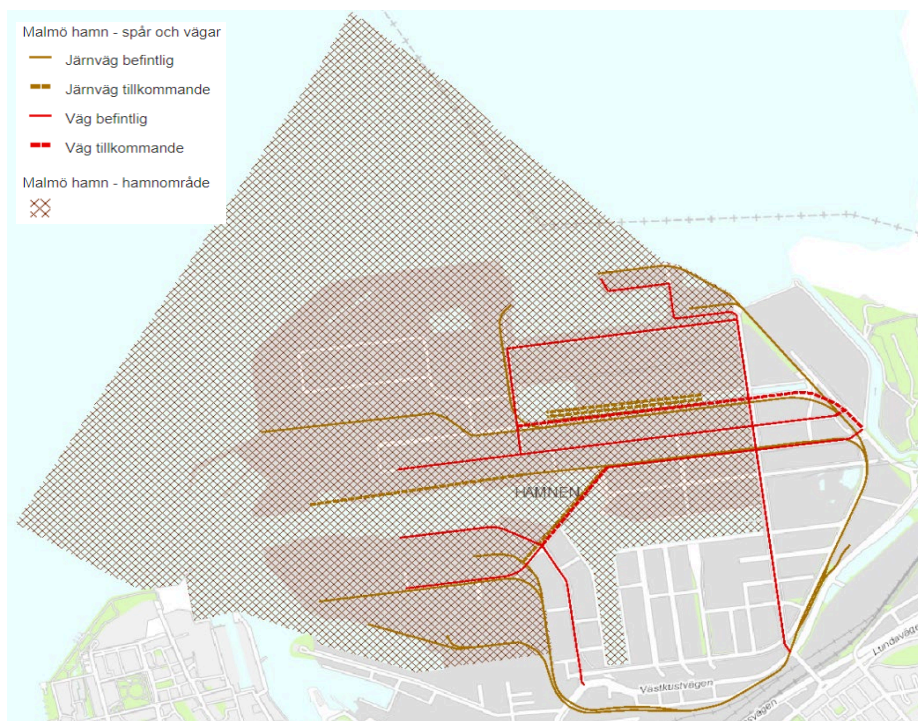 Malmö hamn - spår och vägar
Järnväg befintlig
Järnväg tillkommande
Väg befintlig
Väg tillkommande
Malmö hamn - hamnområde
HAMNEN
Västkustvägen
Lundavägen